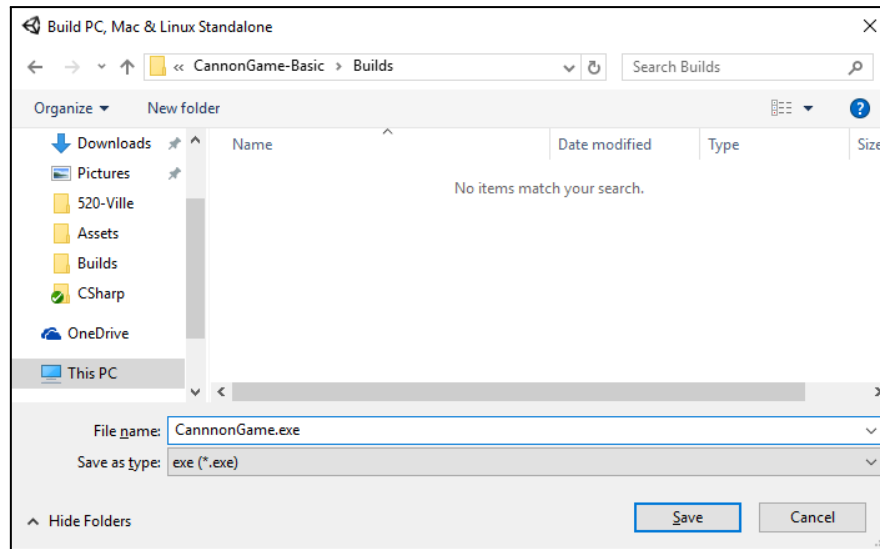 Build PC, Mac & Linux Standalone
« CannonGame-Basic > Builds
Search Builds
Organize New folder
Downloads
Pictures
520-Ville
Assets
Builds
CSharp
OneDrive
This PC
Name Date modified Type Size
No items match your search.
File name: CannnonGame.exe
Save as type: exe (*.exe)
Hide Folders
Save Cancel